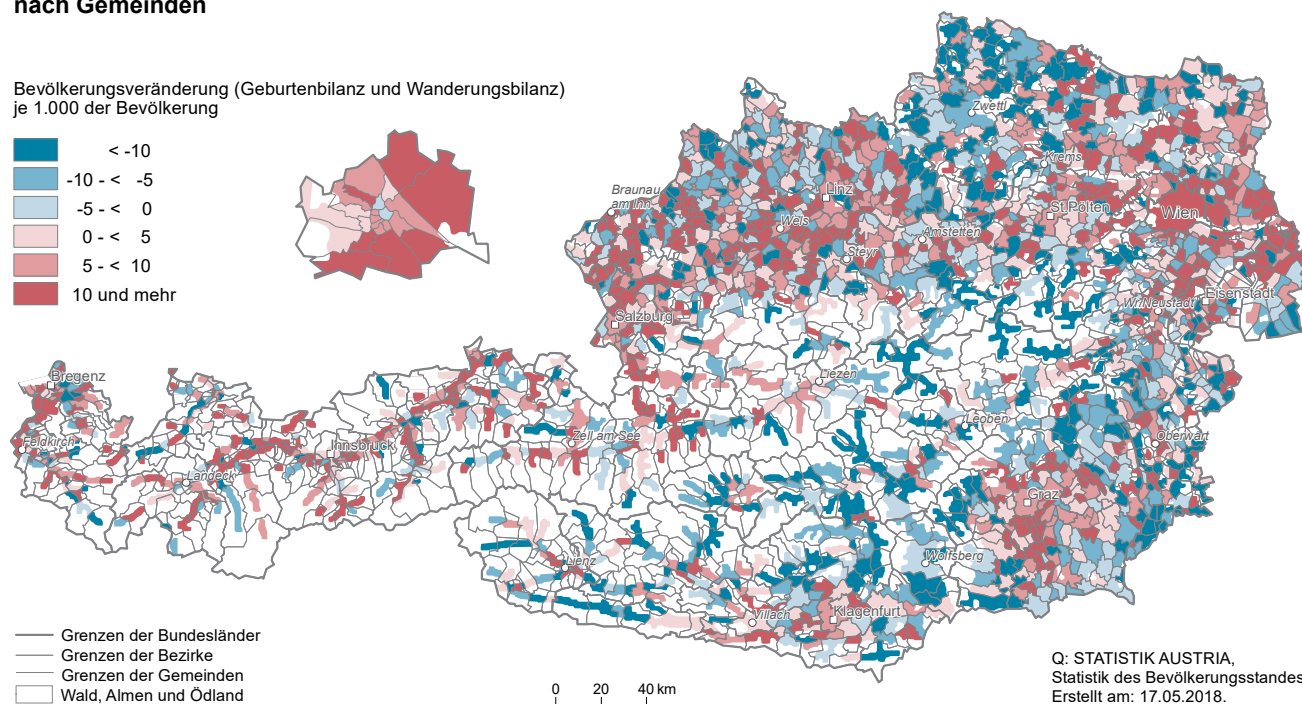 nach Gemeinden
Bevölkerungsveränderung (Geburtenbilanz und Wanderungsbilanz)
je 1.000 der Bevölkerung
< -10
-10 - < -5
-5 - < 0
0 - < 5
5 - < 10
10 und mehr
Zwettl
Krems
Braunau
am Inn
Linz
St.Pölten
Wien
Wels
Amstetten
Steyr
Eisenstadt
Wr.Neustadt
Salzburg
Bregenz
Liezen
Leoben
Feldkirch
Innsbruck
Zell am See
Oberwart
Landeck
Graz
Lienz
Wolfsberg
Villach
Klagenfurt
Grenzen der Bundesländer
Grenzen der Bezirke
Grenzen der Gemeinden
Wald, Almen und Ödland
0 20 40 km
Q: STATISTIK AUSTRIA,
Statistik des Bevölkerungsstandes
Erstellt am: 17.05.2018.